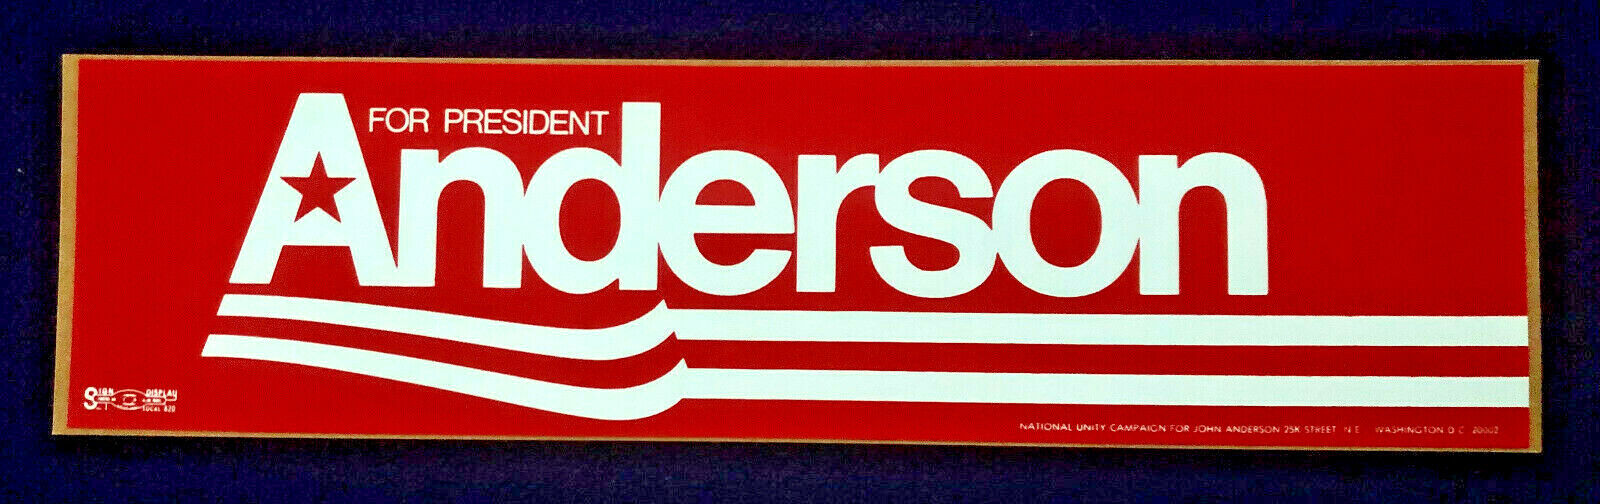 FOR PRESIDENT
Anderson
SIGN DISPLAY
LOCAL 820
NATIONAL UNITY CAMPAIGN FOR JOHN ANDERSON 25K STREET N E WASHINGTON D C 20002